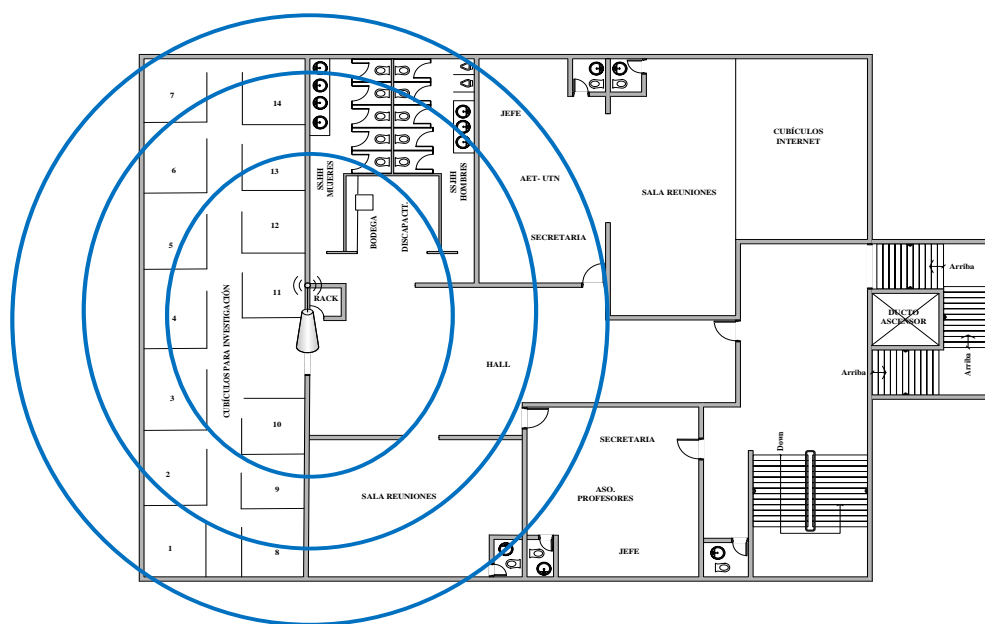 7
14
6
13
5
12
4
11
3
10
2
9
1
8
CUBÍCULOS PARA INVESTIGACIÓN
SS.HH
MUJERES
BODEGA
DISCAPACIT.
SS.HH
HOMBRES
RACK
HALL
SALA REUNIONES
JEFE
AET- UTN
SECRETARIA
SALA REUNIONES
CUBÍCULOS
INTERNET
SECRETARIA
ASO.
PROFESORES
JEFE
Arriba
DUCTO
ASCENSOR
Arriba
Arriba
Down